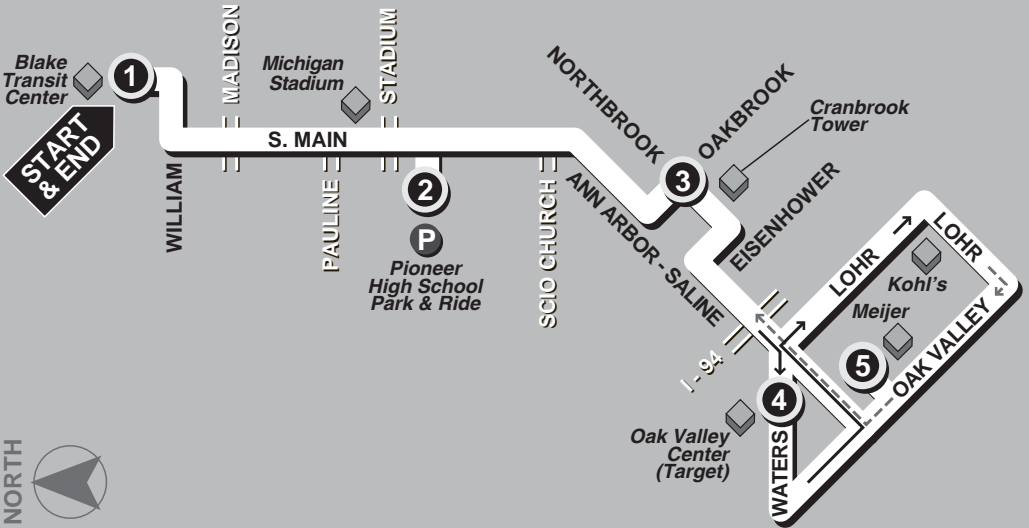 Blake
Transit
Center
1
START
& END
WILLIAM
MADISON
Michigan
Stadium
STADIUM
S. MAIN
PAULINE
2
P
Pioneer
High School
Park & Ride
SCIO CHURCH
NORTHBROOK
OAKBROOK
3
Cranbrook
Tower
ANN ARBOR - SALINE
EISENHOWER
I - 94
LOHR
LOHR
Kohl's
Meijer
5
OAK VALLEY
4
Oak Valley
Center
(Target)
WATERS
NORTH